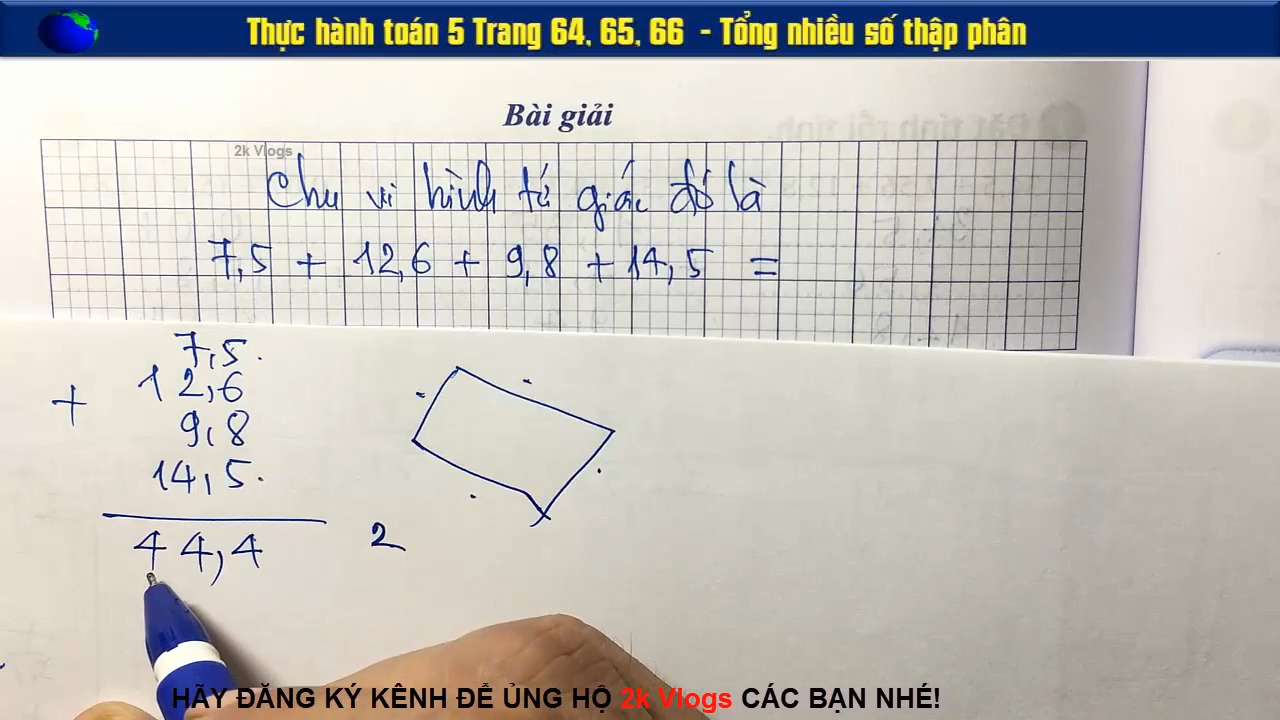 Thực hành toán 5 Trang 64, 65, 66 - Tổng nhiều số thập phân
Bài giải
2k Vlogs
Chu vi hình tứ giác đó là
7,5 + 12,6 + 9,8 + 14,5 =
7,5
+ 12,6
9,8
14,5
44,4
2
HÃY ĐĂNG KÝ KÊNH ĐỂ ỦNG HỘ 2k Vlogs CÁC BẠN NHÉ!